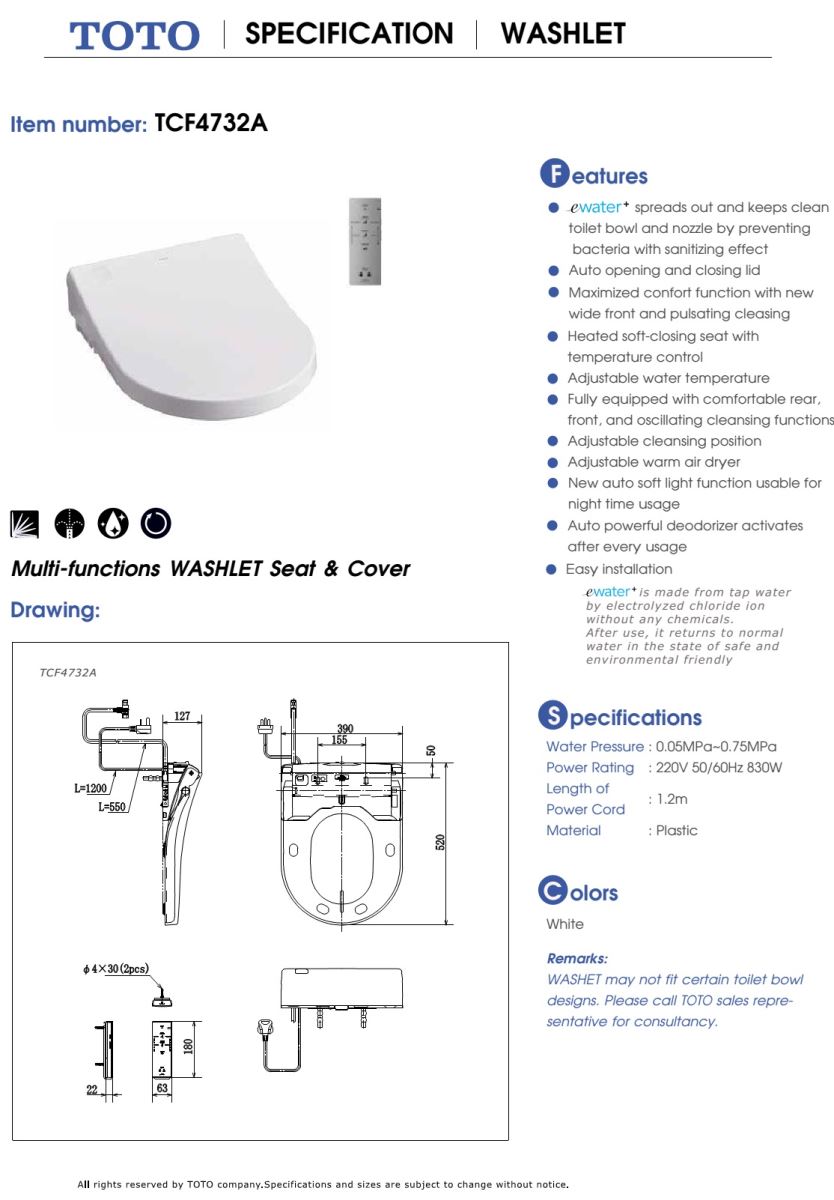 TOTO SPECIFICATION WASHLET
Item number: TCF4732A
Features
ewater+ spreads out and keeps clean
toilet bowl and nozzle by preventing
bacteria with sanitizing effect
Auto opening and closing lid
Maximized confort function with new
wide front and pulsating cleasing
Heated soft-closing seat with
temperature control
Adjustable water temperature
Fully equipped with comfortable rear,
front, and oscillating cleansing functions
Adjustable cleansing position
Adjustable warm air dryer
New auto soft light function usable for
night time usage
Auto powerful deodorizer activates
after every usage
Easy installation
ewater+ is made from tap water
by electrolyzed chloride ion
without any chemicals.
After use, it returns to normal
water in the state of safe and
environmental friendly
Multi-functions WASHLET Seat & Cover
Drawing:
TCF4732A
127
L=1200
L=550
390
155
50
520
φ4×30(2pcs)
22
63
180
Specifications
Water Pressure : 0.05MPa~0.75MPa
Power Rating : 220V 50/60Hz 830W
Length of
Power Cord : 1.2m
Material : Plastic
Colors
White
Remarks:
WASHET may not fit certain toilet bowl
designs. Please call TOTO sales repre-
sentative for consultancy.
All rights reserved by TOTO company.Specifications and sizes are subject to change without notice.